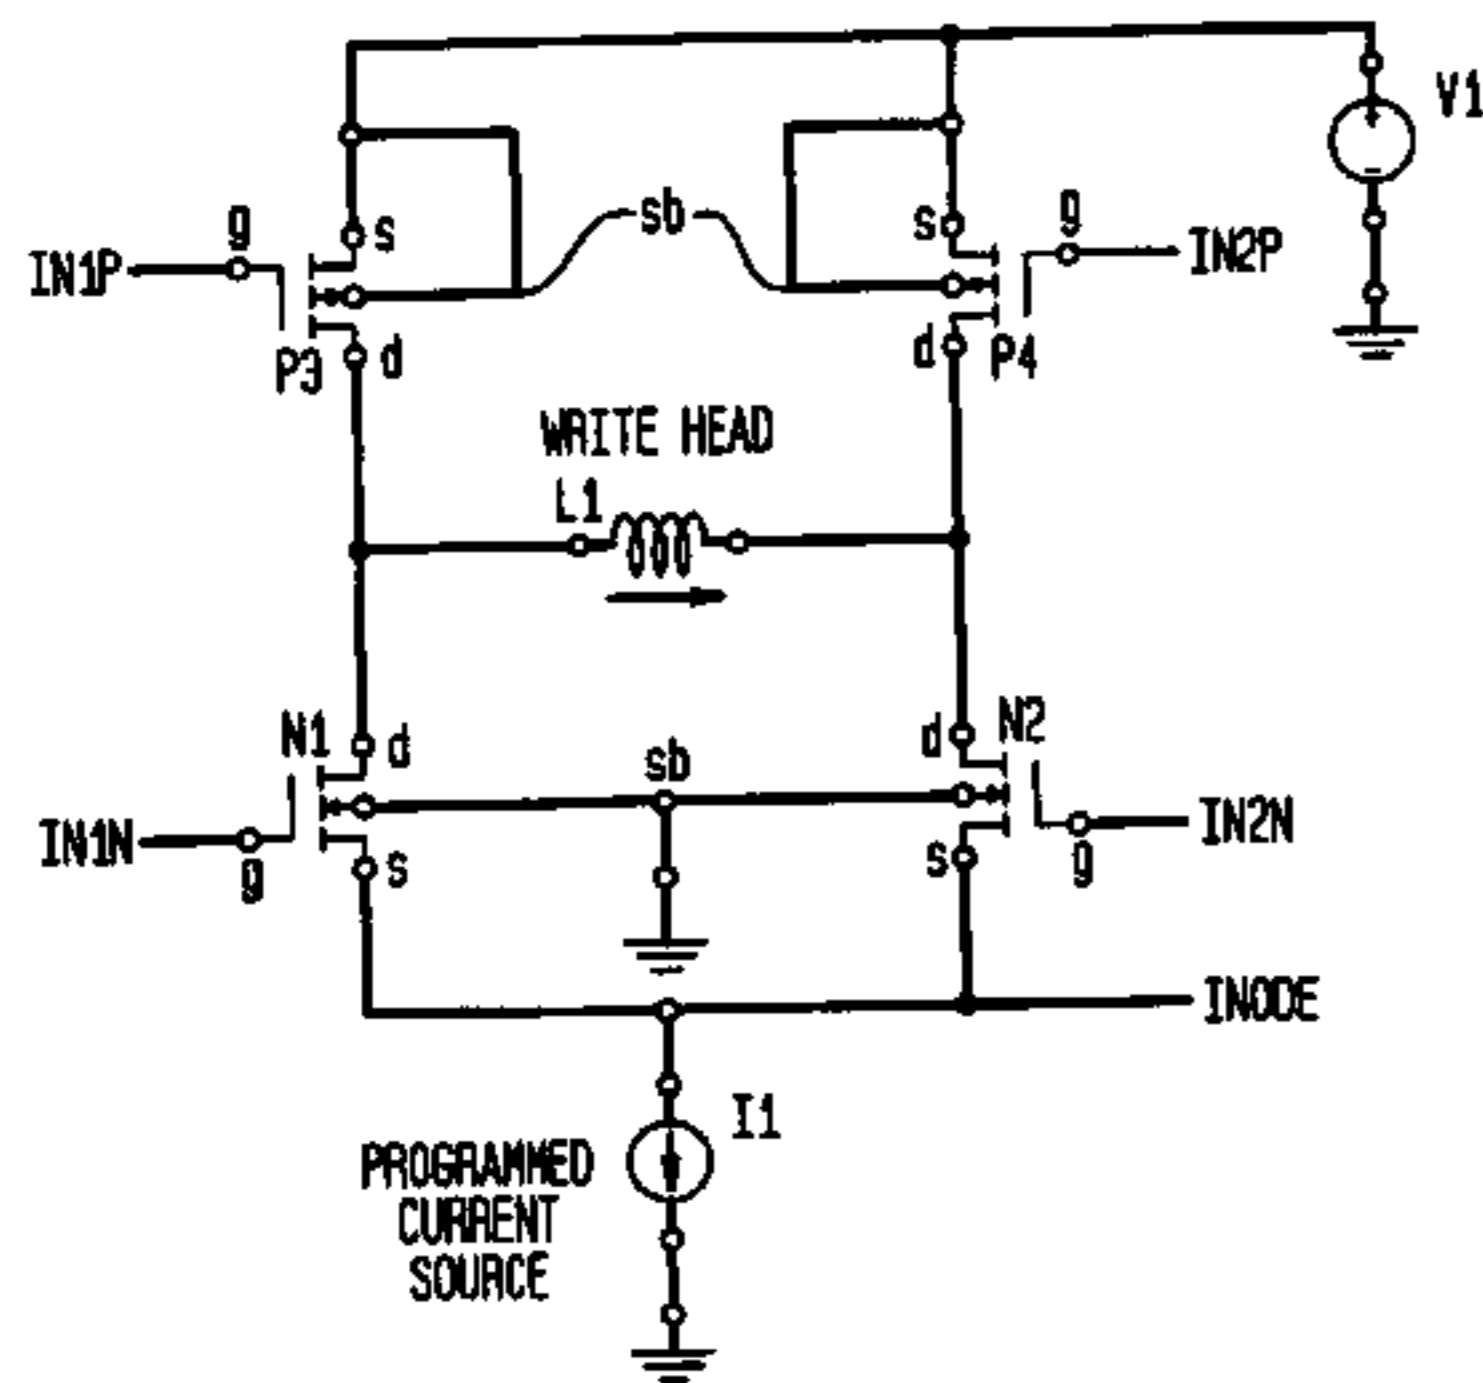 V1
g
s
sb
s
g
IN1P
IN2P
P3
d
d
P4
WRITE HEAD
L1
N1
d
sb
d
N2
IN1N
g
s
s
g
IN2N
INODE
I1
PROGRAMMED
CURRENT
SOURCE